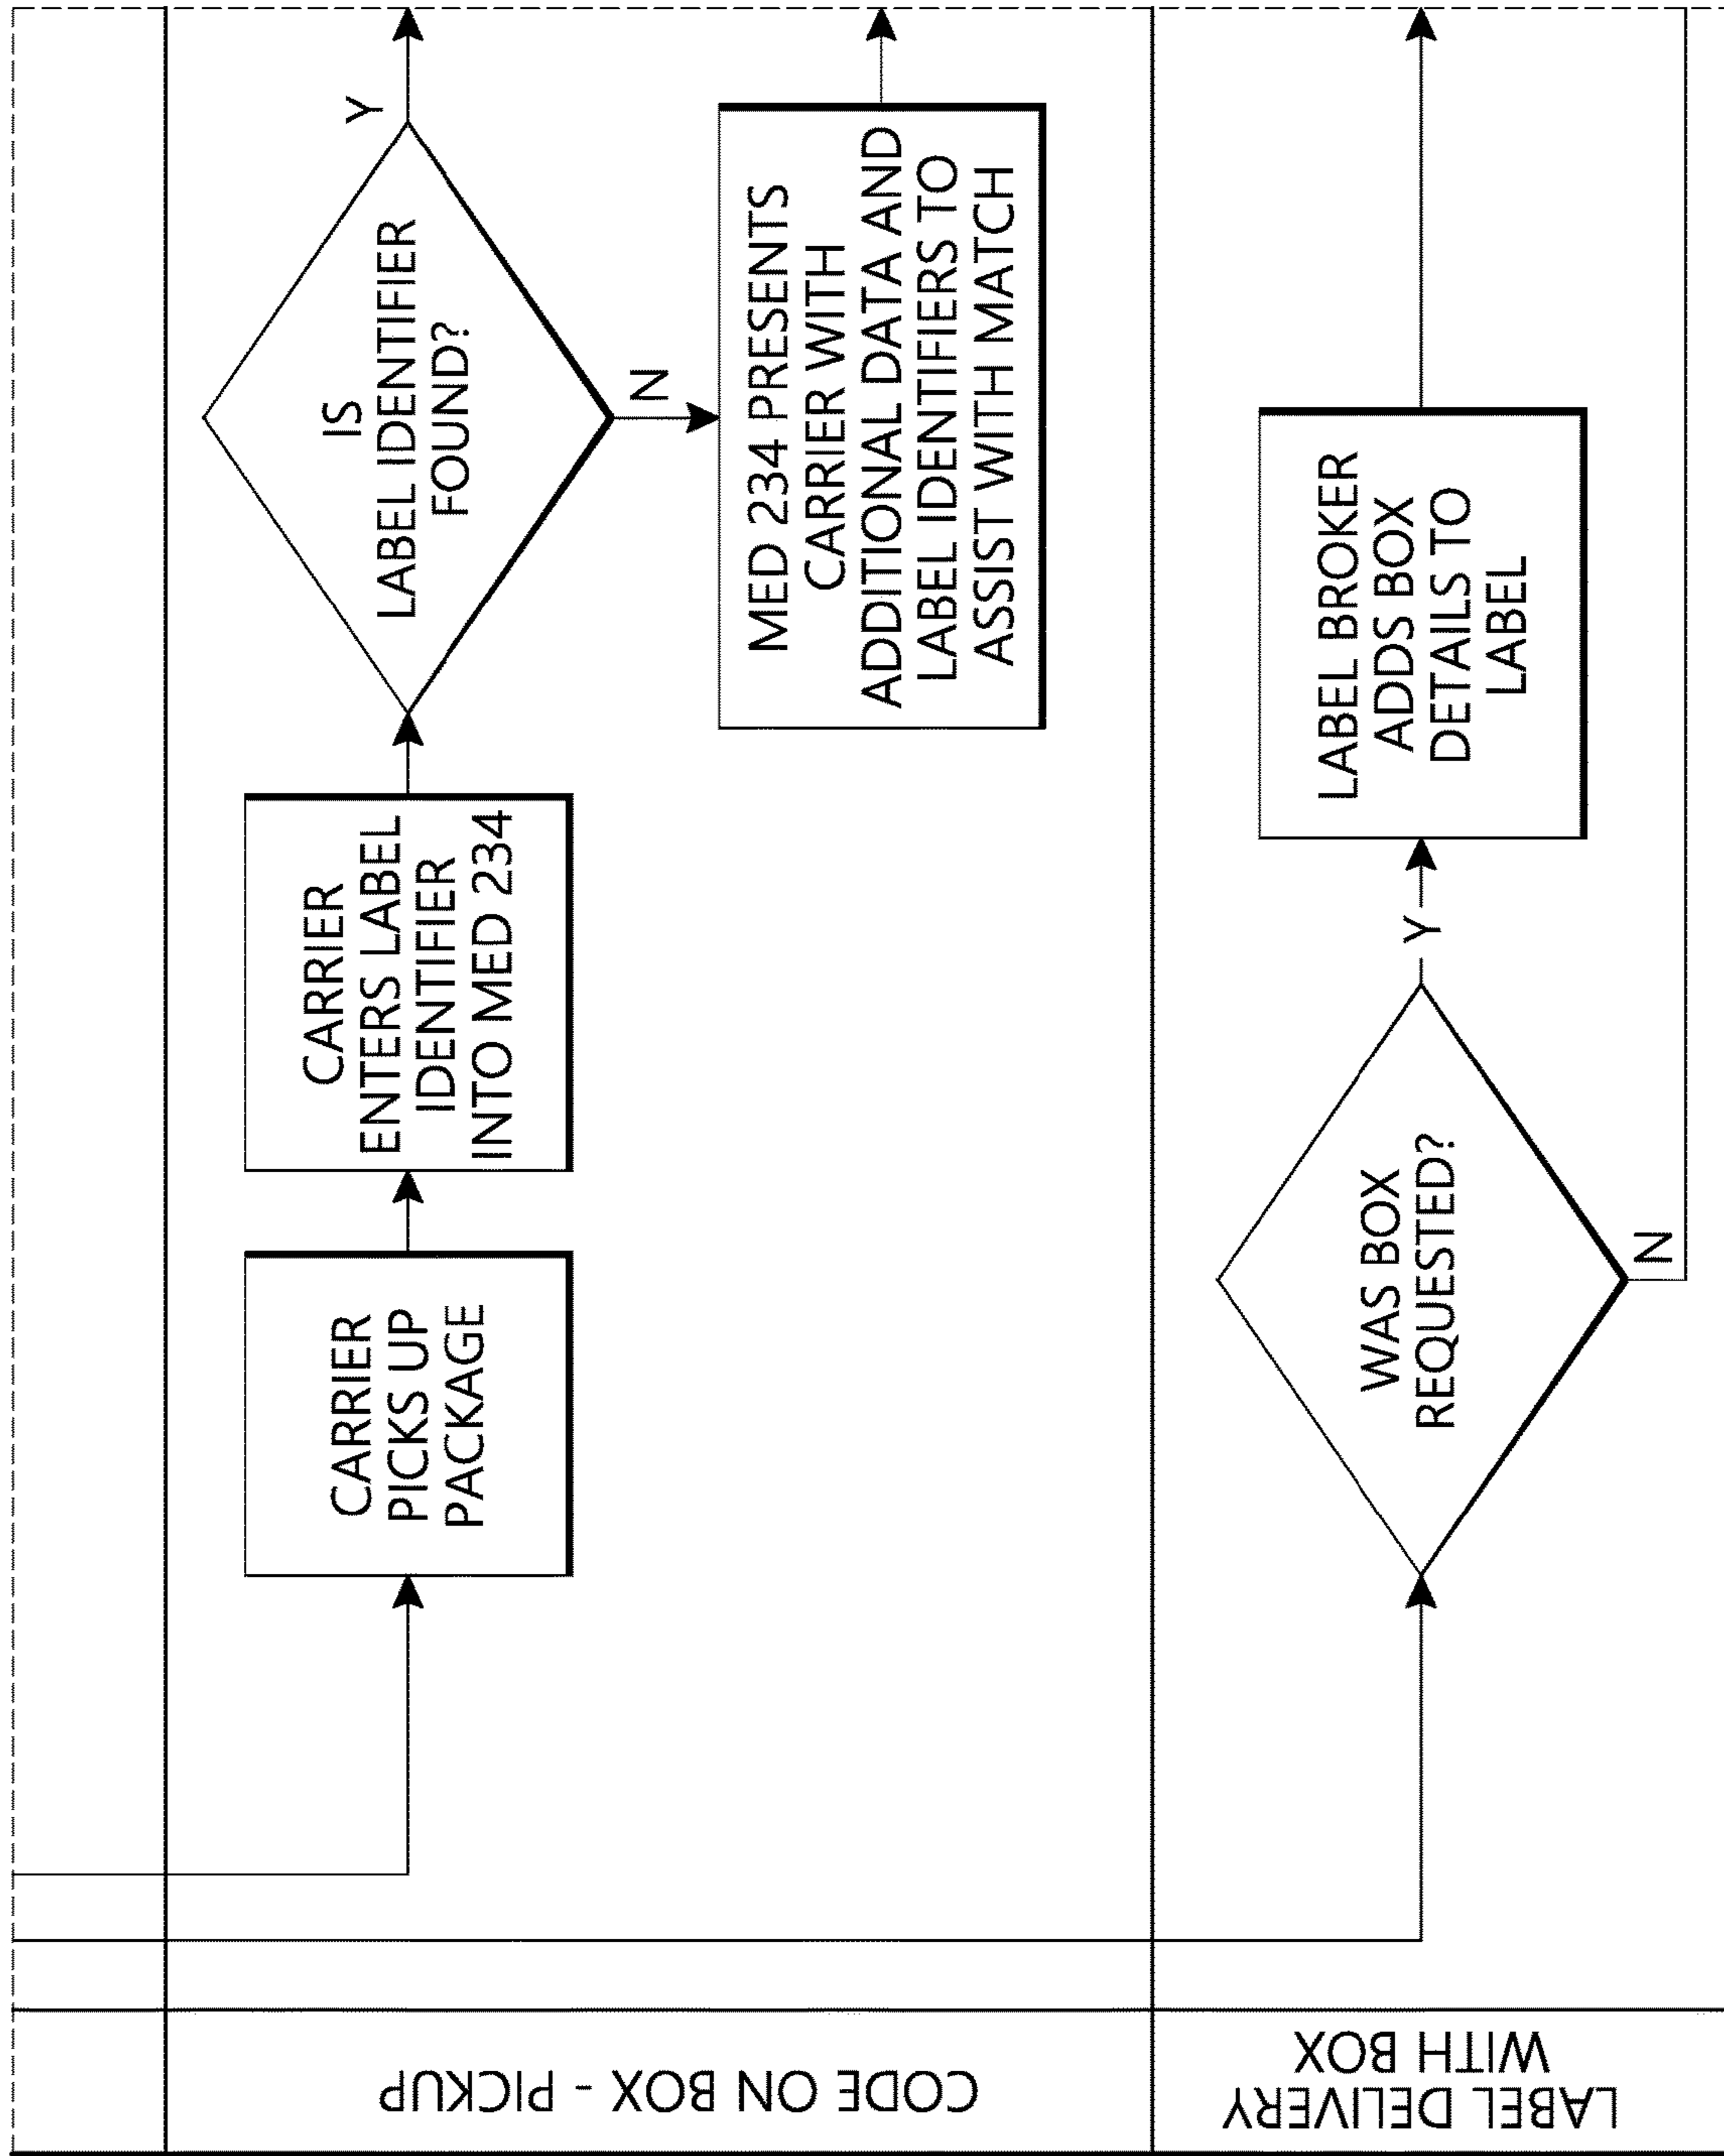 CODE ON BOX - PICKUP
CARRIER
PICKS UP
PACKAGE
CARRIER
ENTERS LABEL
IDENTIFIER
INTO MED 234
IS
LABEL IDENTIFIER
FOUND?
Y
N
MED 234 PRESENTS
CARRIER WITH
ADDITIONAL DATA AND
LABEL IDENTIFIERS TO
ASSIST WITH MATCH
LABEL DELIVERY
WITH BOX
WAS BOX
REQUESTED?
Y
N
LABEL BROKER
ADDS BOX
DETAILS TO
LABEL